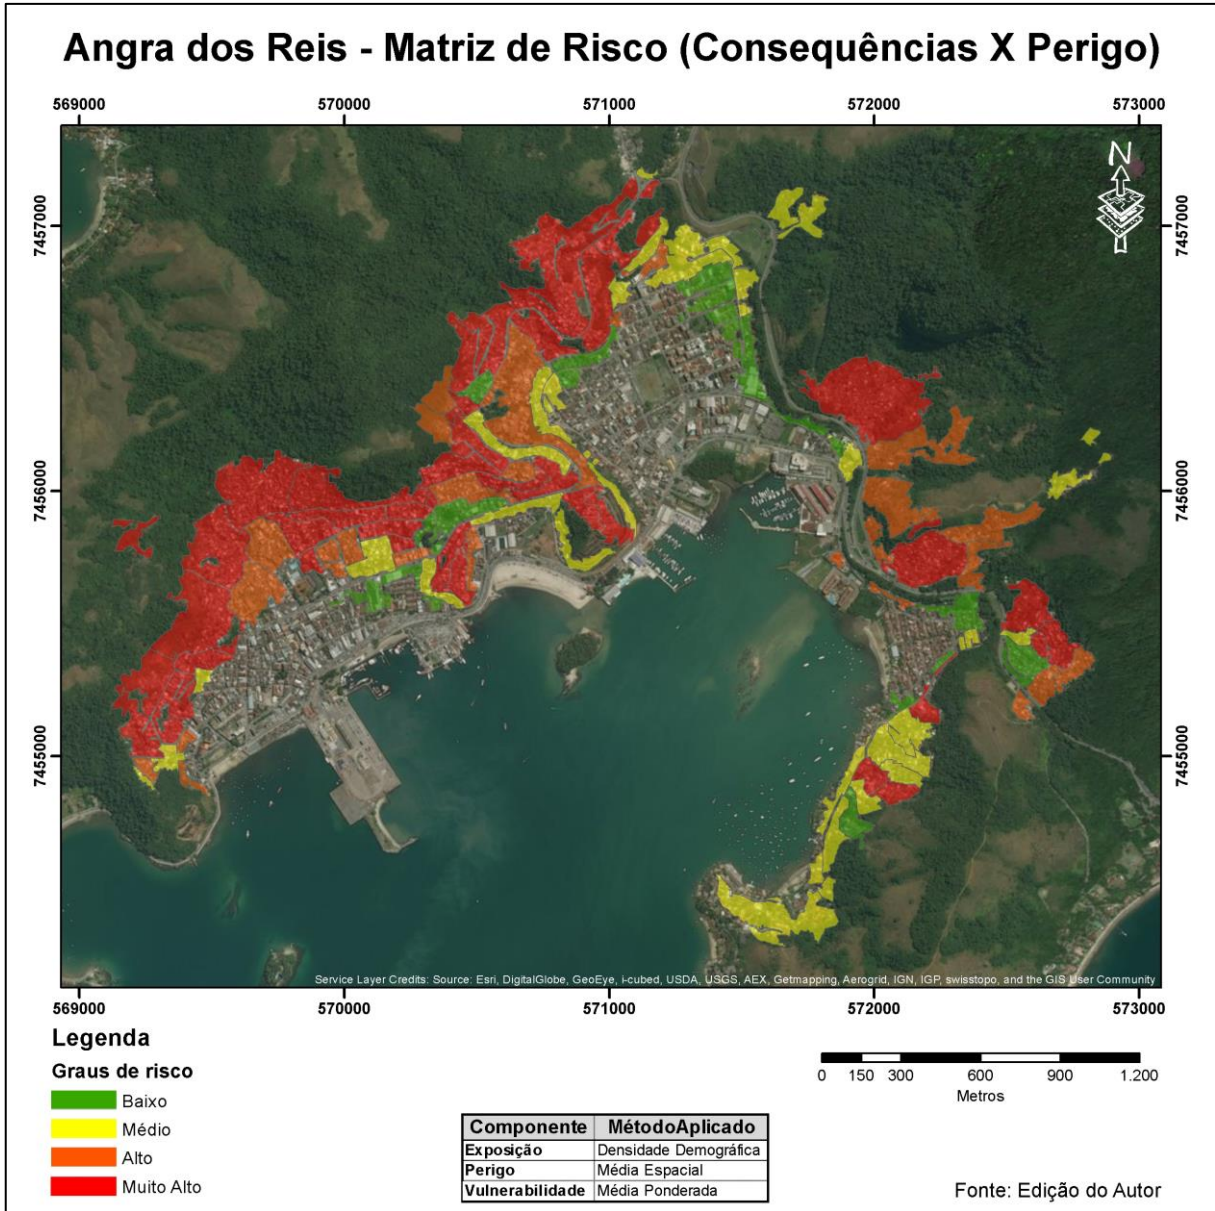 Angra dos Reis - Matriz de Risco (Consequências X Perigo)
569000 570000 571000 572000 573000
N
7457000 7457000
7456000 7456000
7455000 7455000
Service Layer Credits: Source: Esri, DigitalGlobe, GeoEye, i-cubed, USDA, USGS, AEX, Getmapping, Aerogrid, IGN, IGP, swisstopo, and the GIS User Community
569000 570000 571000 572000 573000
Legenda
Graus de risco
Baixo
Médio
Alto
Muito Alto
0 150 300 600 900 1.200
Metros
Componente MétodoAplicado
Exposição Densidade Demográfica
Perigo Média Espacial
Vulnerabilidade Média Ponderada
Fonte: Edição do Autor